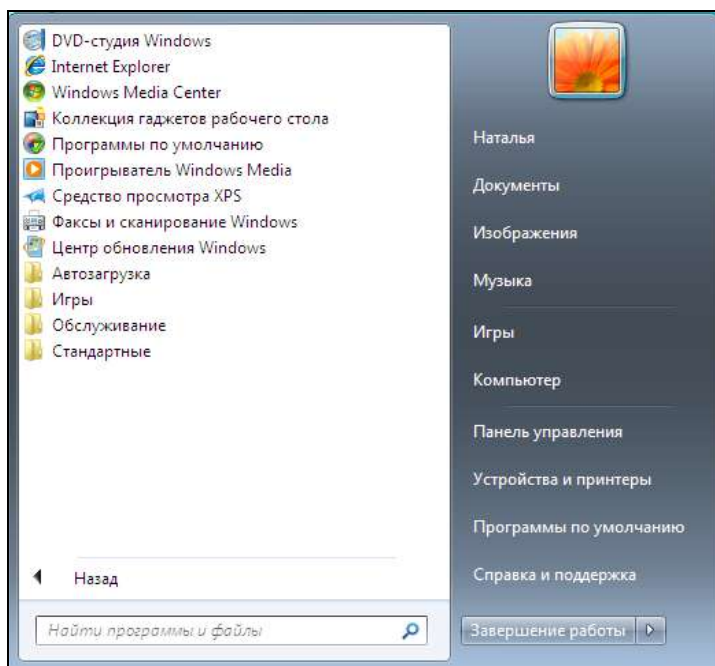 DVD-студия Windows
Internet Explorer
Windows Media Center
Коллекция гаджетов рабочего стола
Программы по умолчанию
Проигрыватель Windows Media
Средство просмотра XPS
Факсы и сканирование Windows
Центр обновления Windows
Автозагрузка
Игры
Обслуживание
Стандартные
Назад
Найти программы и файлы
Наталья
Документы
Изображения
Музыка
Игры
Компьютер
Панель управления
Устройства и принтеры
Программы по умолчанию
Справка и поддержка
Завершение работы